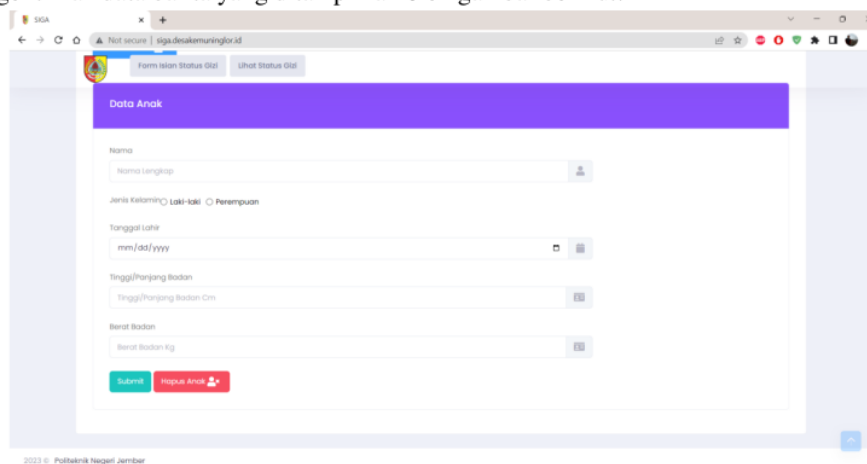 SIGA
Not secure | siga.desakemuninglor.id
Form Isian Status Gizi Lihat Status Gizi
Data Anak
Nama
Nama Lengkap
Jenis Kelamin Laki-laki Perempuan
Tanggal Lahir
mm/dd/yyyy
Tinggi/Panjang Badan
Tinggi/Panjang Badan Cm
Berat Badan
Berat Badan Kg
Submit Hapus Anak
2023 © Politeknik Negeri Jember